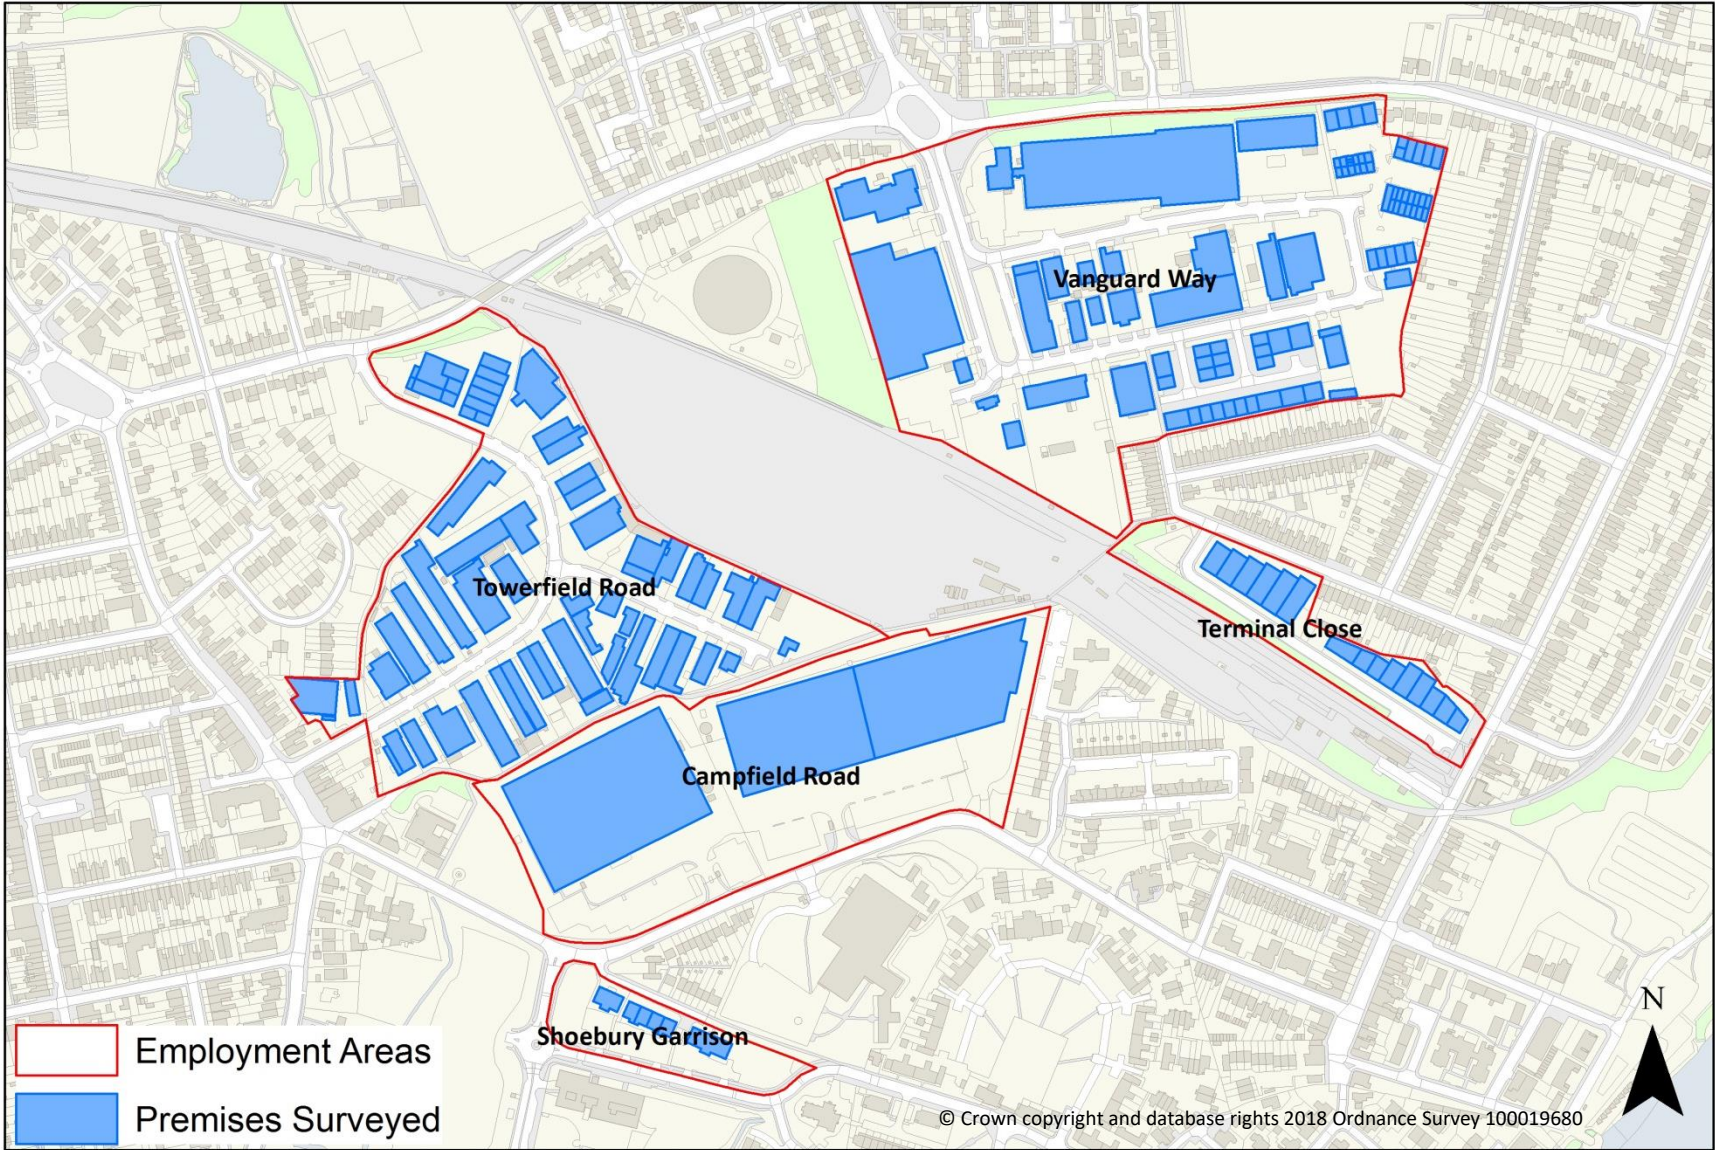 Vanguard Way
Towerfield Road
Terminal Close
Campfield Road
Shoebury Garrison
N
Employment Areas
Premises Surveyed
© Crown copyright and database rights 2018 Ordnance Survey 100019680